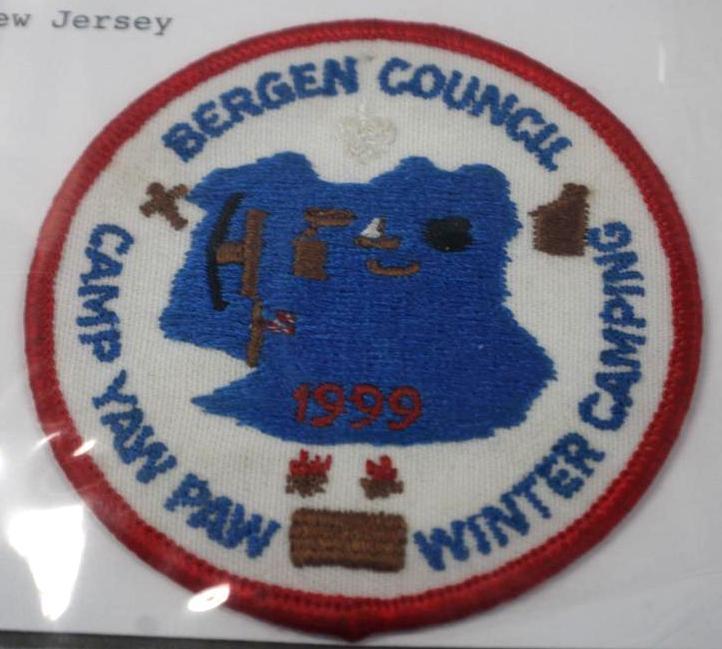 ew Jersey
BERGEN COUNCIL
CAMP YAW PAW
WINTER CAMPING
1999